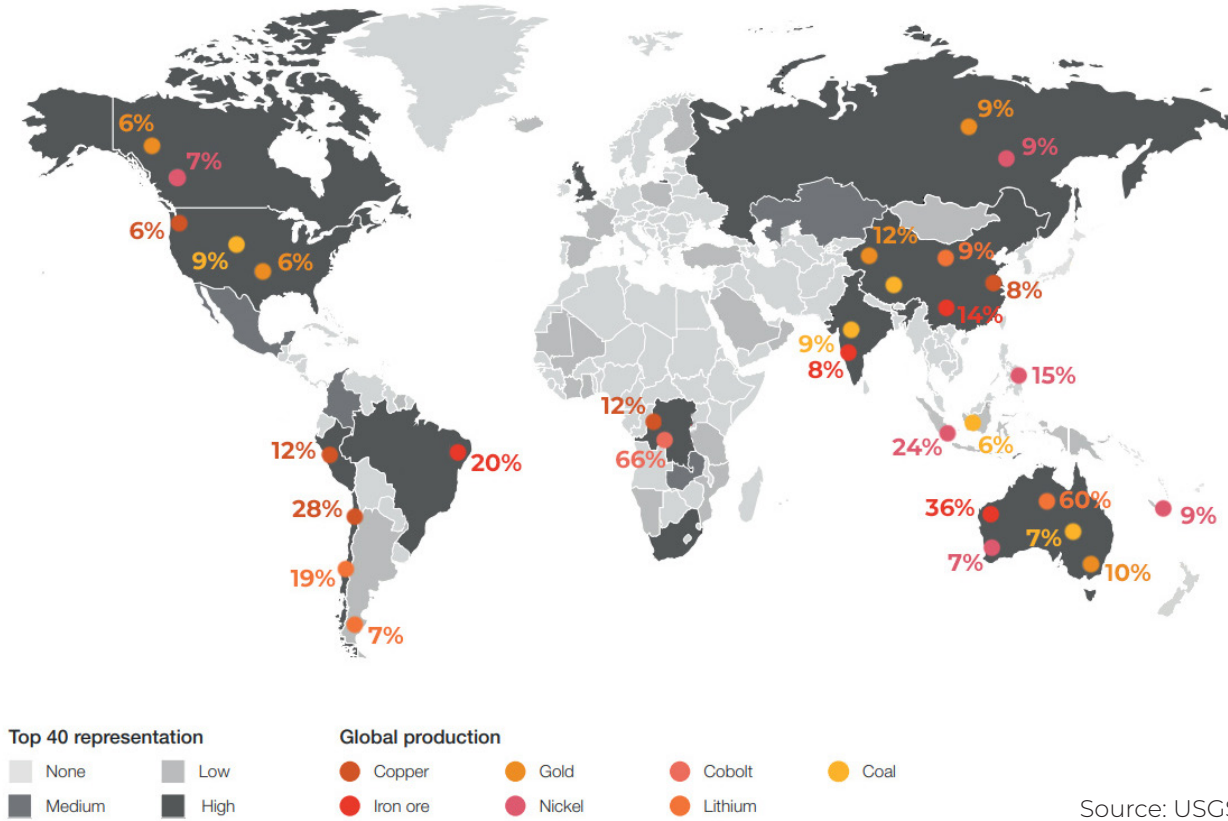 9%
6%
9%
7%
12%
9%
6%
9%
6%
8%
14%
9%
8%
15%
12%
66%
24%
6%
12%
20%
28%
36%
60%
9%
7%
7%
10%
19%
7%
Top 40 representation
Global production
None
Low
Copper
Gold
Cobolt
Coal
Medium
High
Iron ore
Nickel
Lithium
Source: USGS